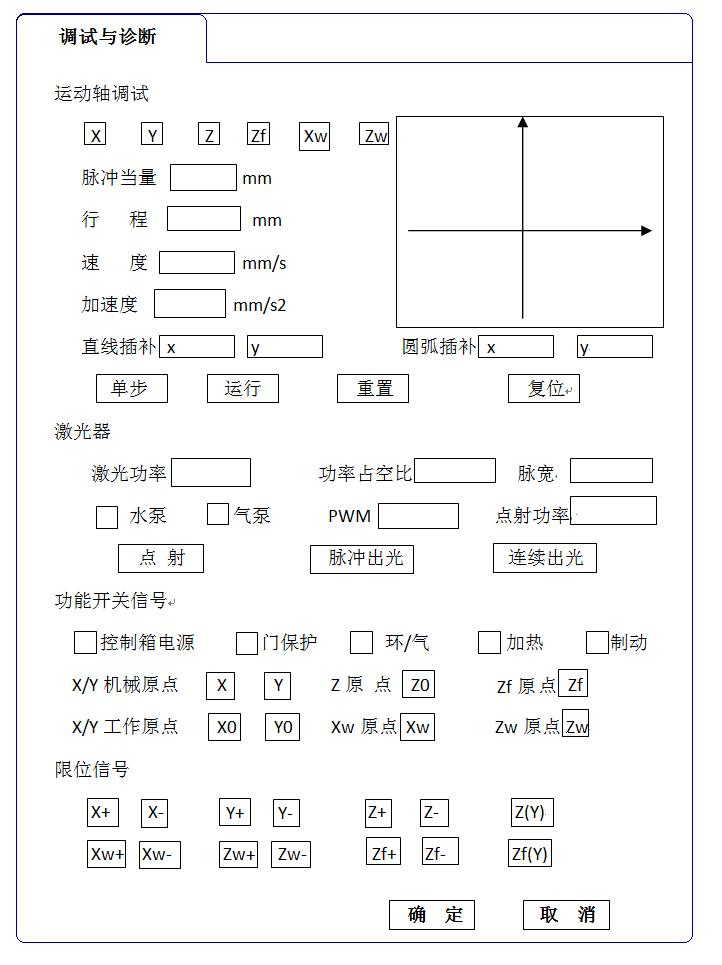 调试与诊断
运动轴调试
X Y Z Zf Xw Zw
脉冲当量 mm
行 程 mm
速 度 mm/s
加速度 mm/s2
直线插补 x y 圆弧插补 x y
单步 运行 重置 复位
激光器
激光功率 功率占空比 脉宽
水泵 气泵 PWM 点射功率
点 射 脉冲出光 连续出光
功能开关信号
控制箱电源 门保护 环/气 加热 制动
X/Y 机械原点 X Y Z 原 点 Z0 Zf 原点 Zf
X/Y 工作原点 X0 Y0 Xw 原点 Xw Zw 原点 Zw
限位信号
X+ X- Y+ Y- Z+ Z- Z(Y)
Xw+ Xw- Zw+ Zw- Zf+ Zf- Zf(Y)
确 定 取 消